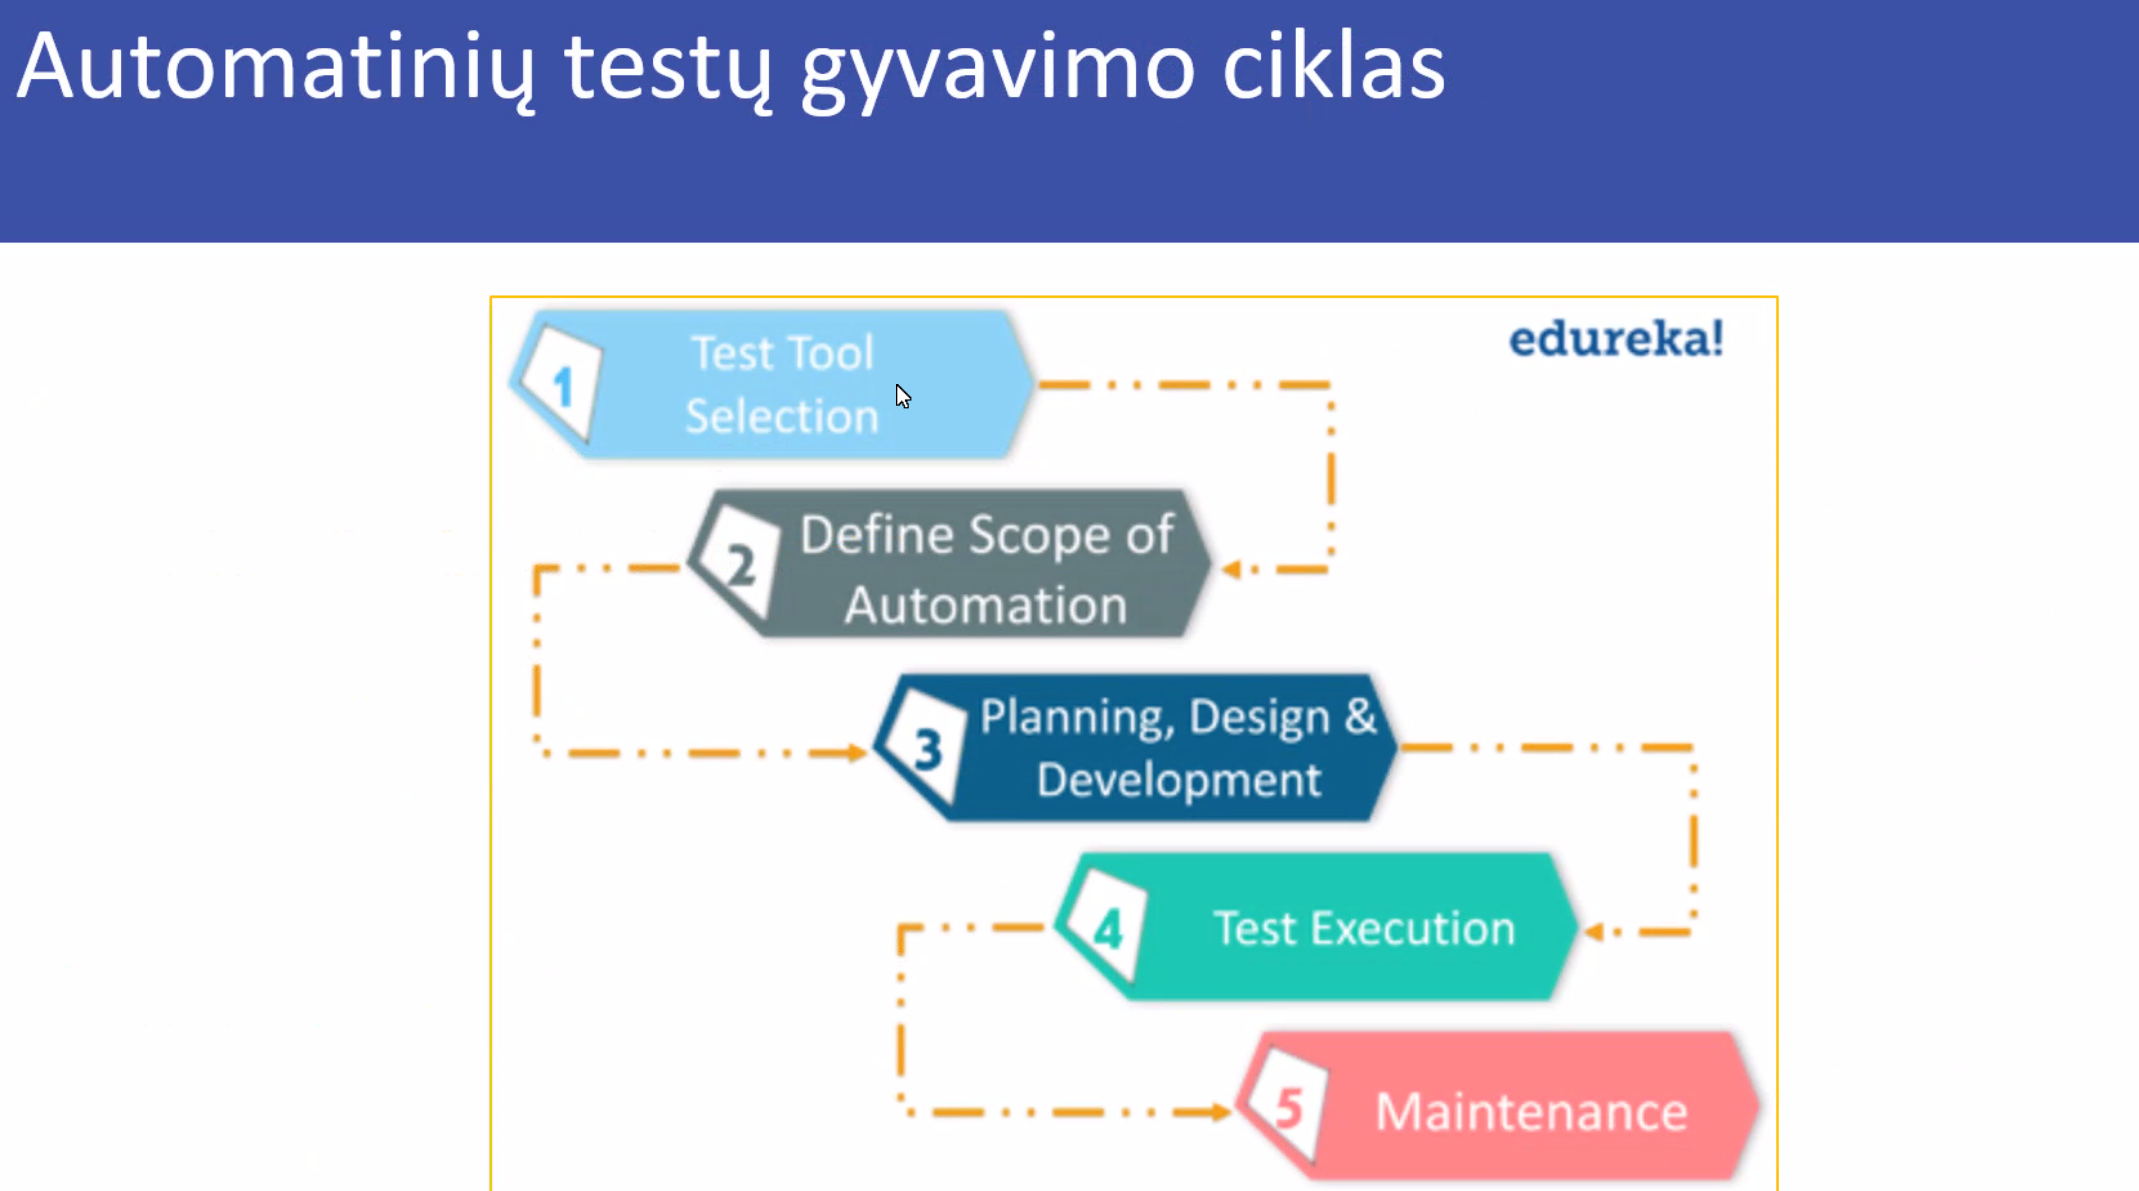 Automatinių testų gyvavimo ciklas
edureka!
1
Test Tool
Selection
2
Define Scope of
Automation
3
Planning, Design &
Development
4
Test Execution
5
Maintenance